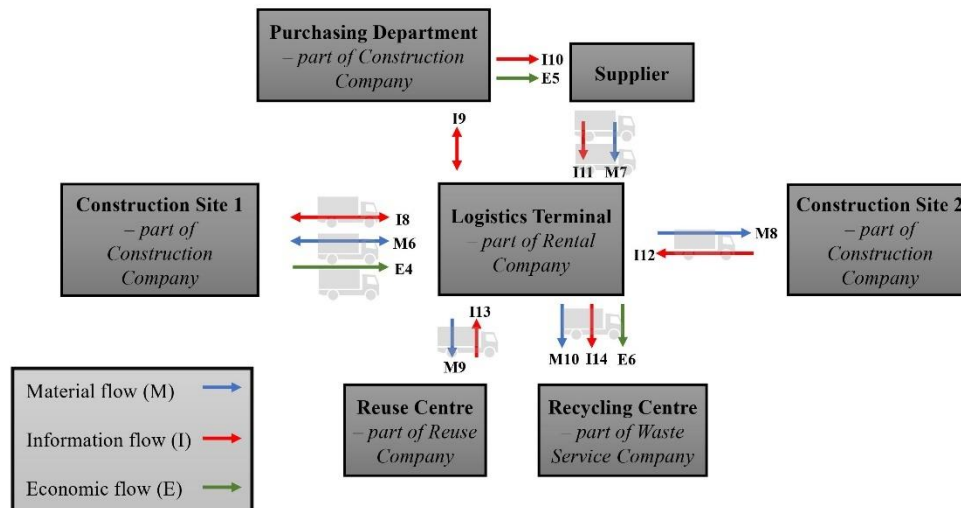 Purchasing Department
– part of Construction
Company
I10
E5
Supplier
I9
I11 M7
Construction Site 1
– part of
Construction
Company
I8
M6
E4
Logistics Terminal
– part of Rental
Company
M8
I12
Construction Site 2
– part of
Construction
Company
I13
M9
M10 I14 E6
Reuse Centre
– part of Reuse
Company
Recycling Centre
– part of Waste
Service Company
Material flow (M)
Information flow (I)
Economic flow (E)